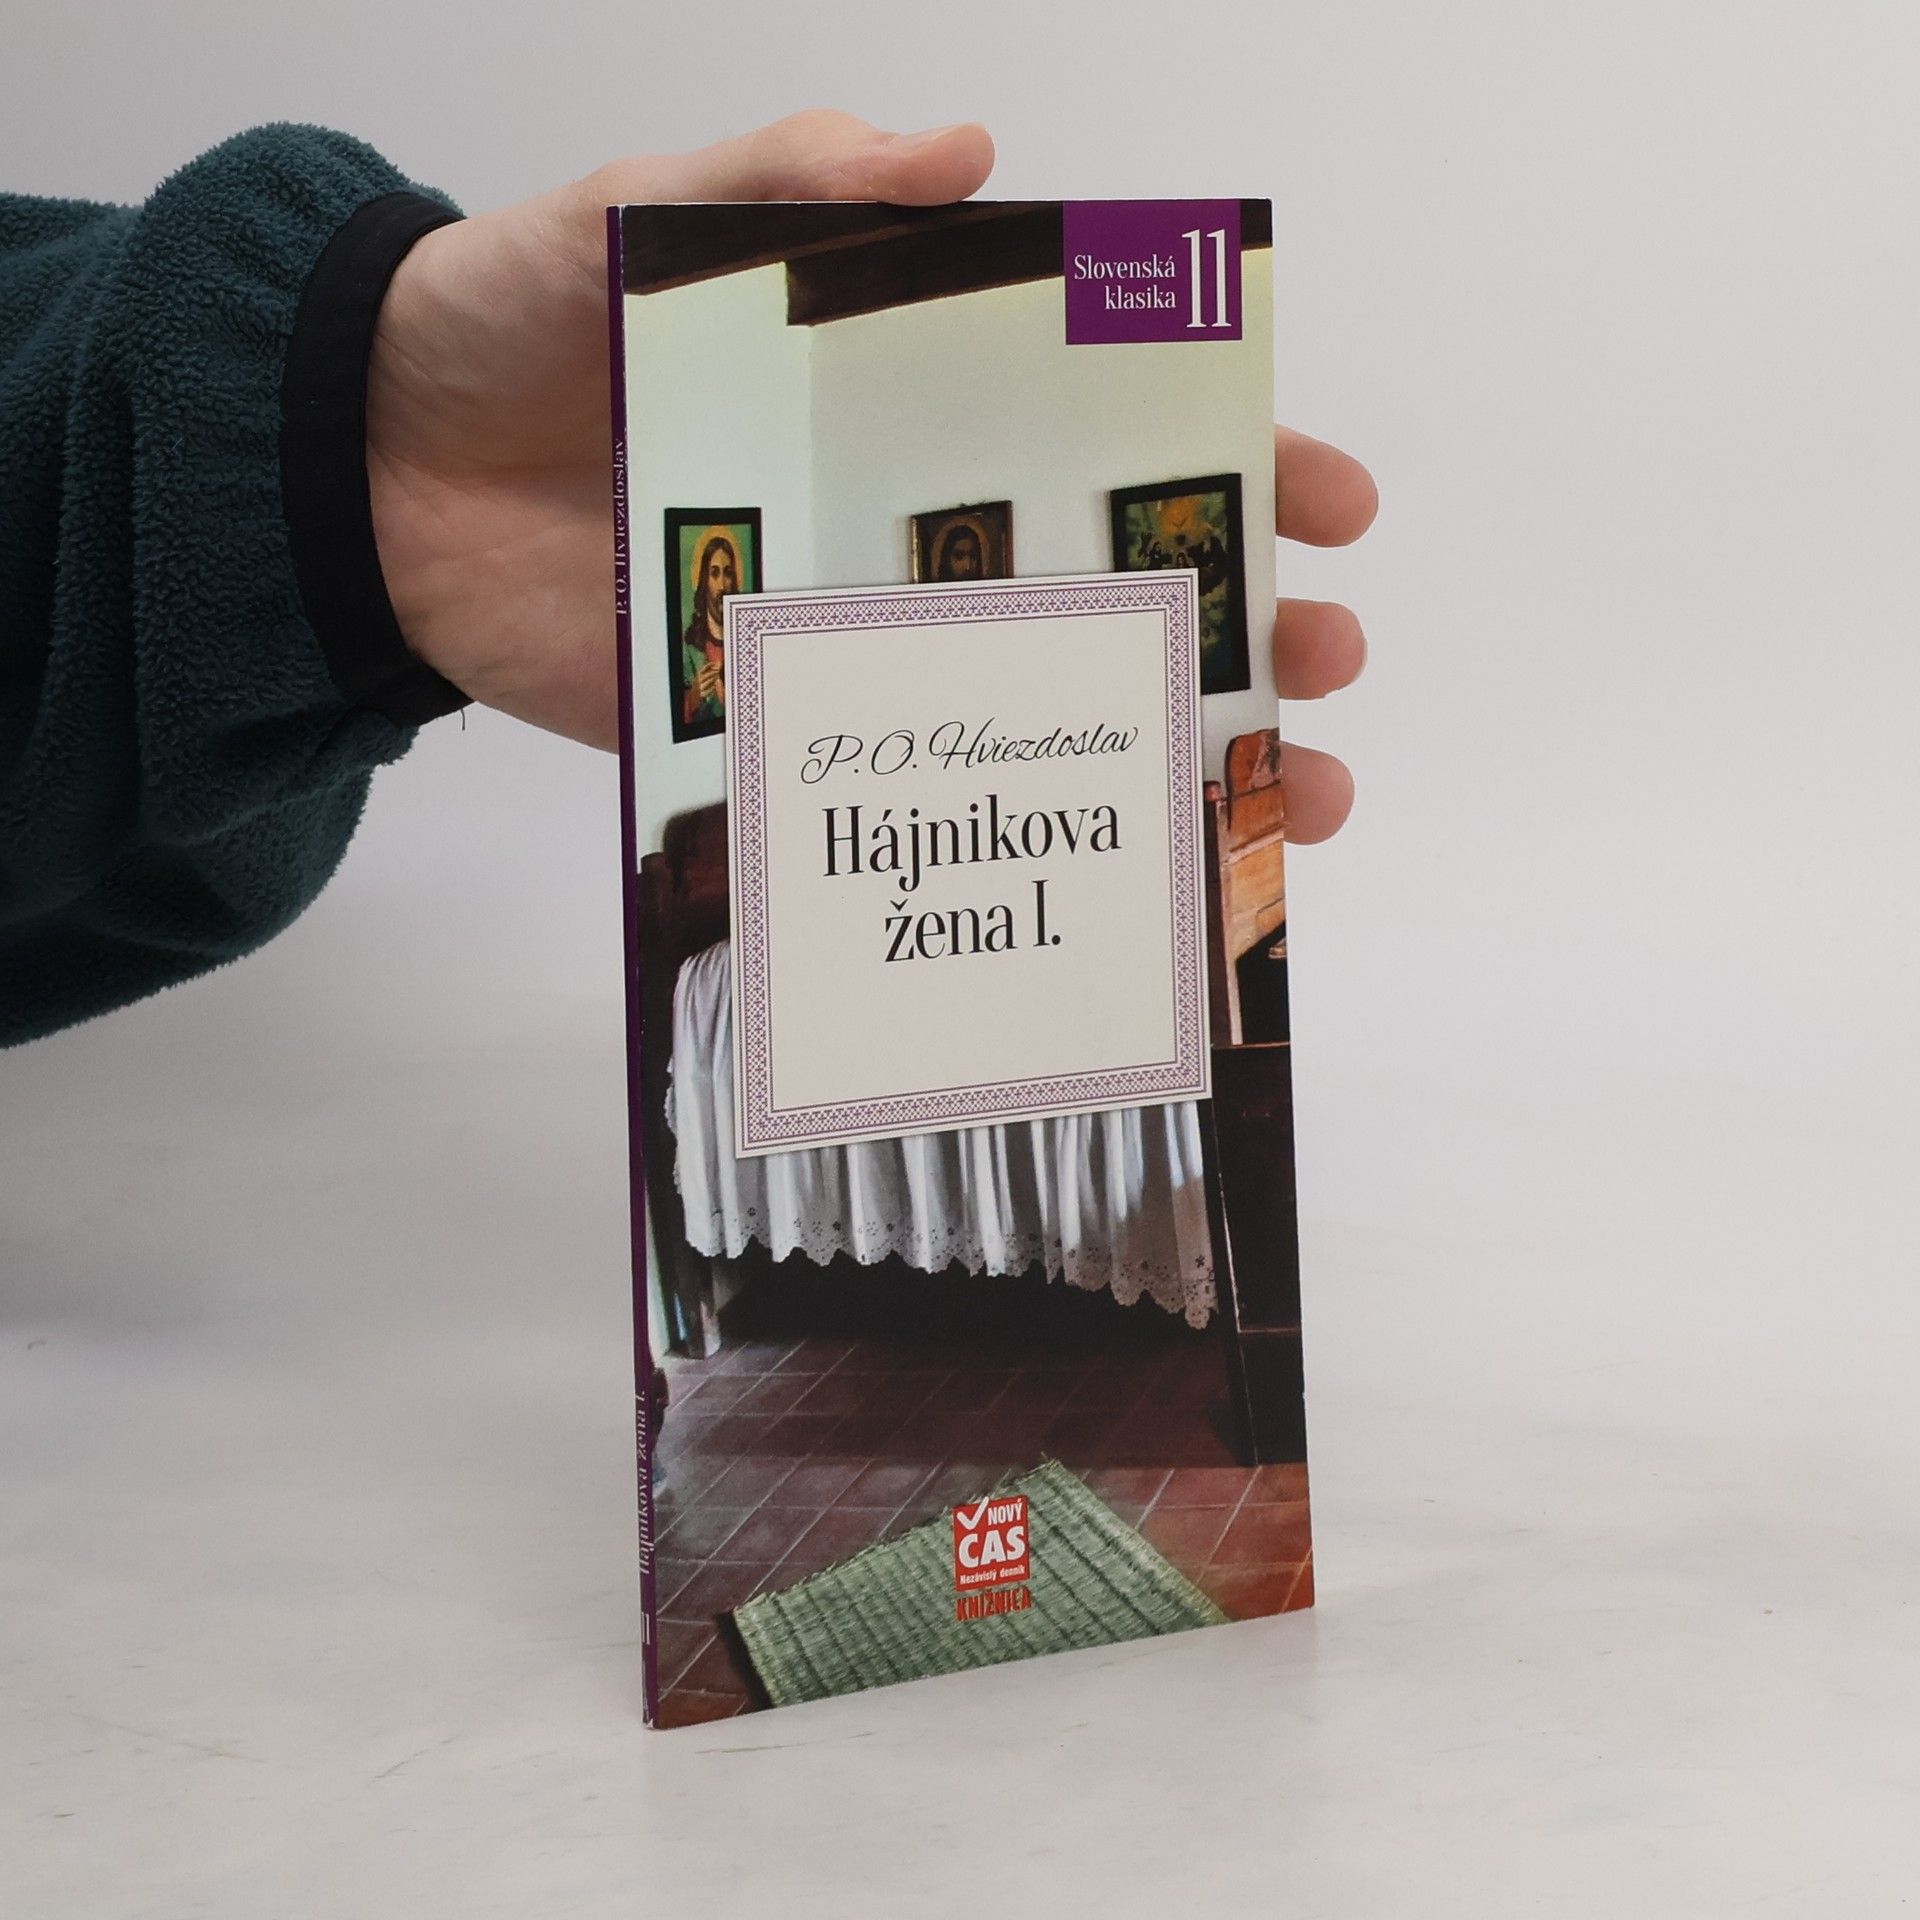 Slovenská
klasika
11
P. O. Hviezdoslav
Hájnikova
žena I.
NOVÝ
ČAS
Nezávislý denník
KNIŽNICA
P. O. Hviezdoslav
Hájnikova žena I.
11